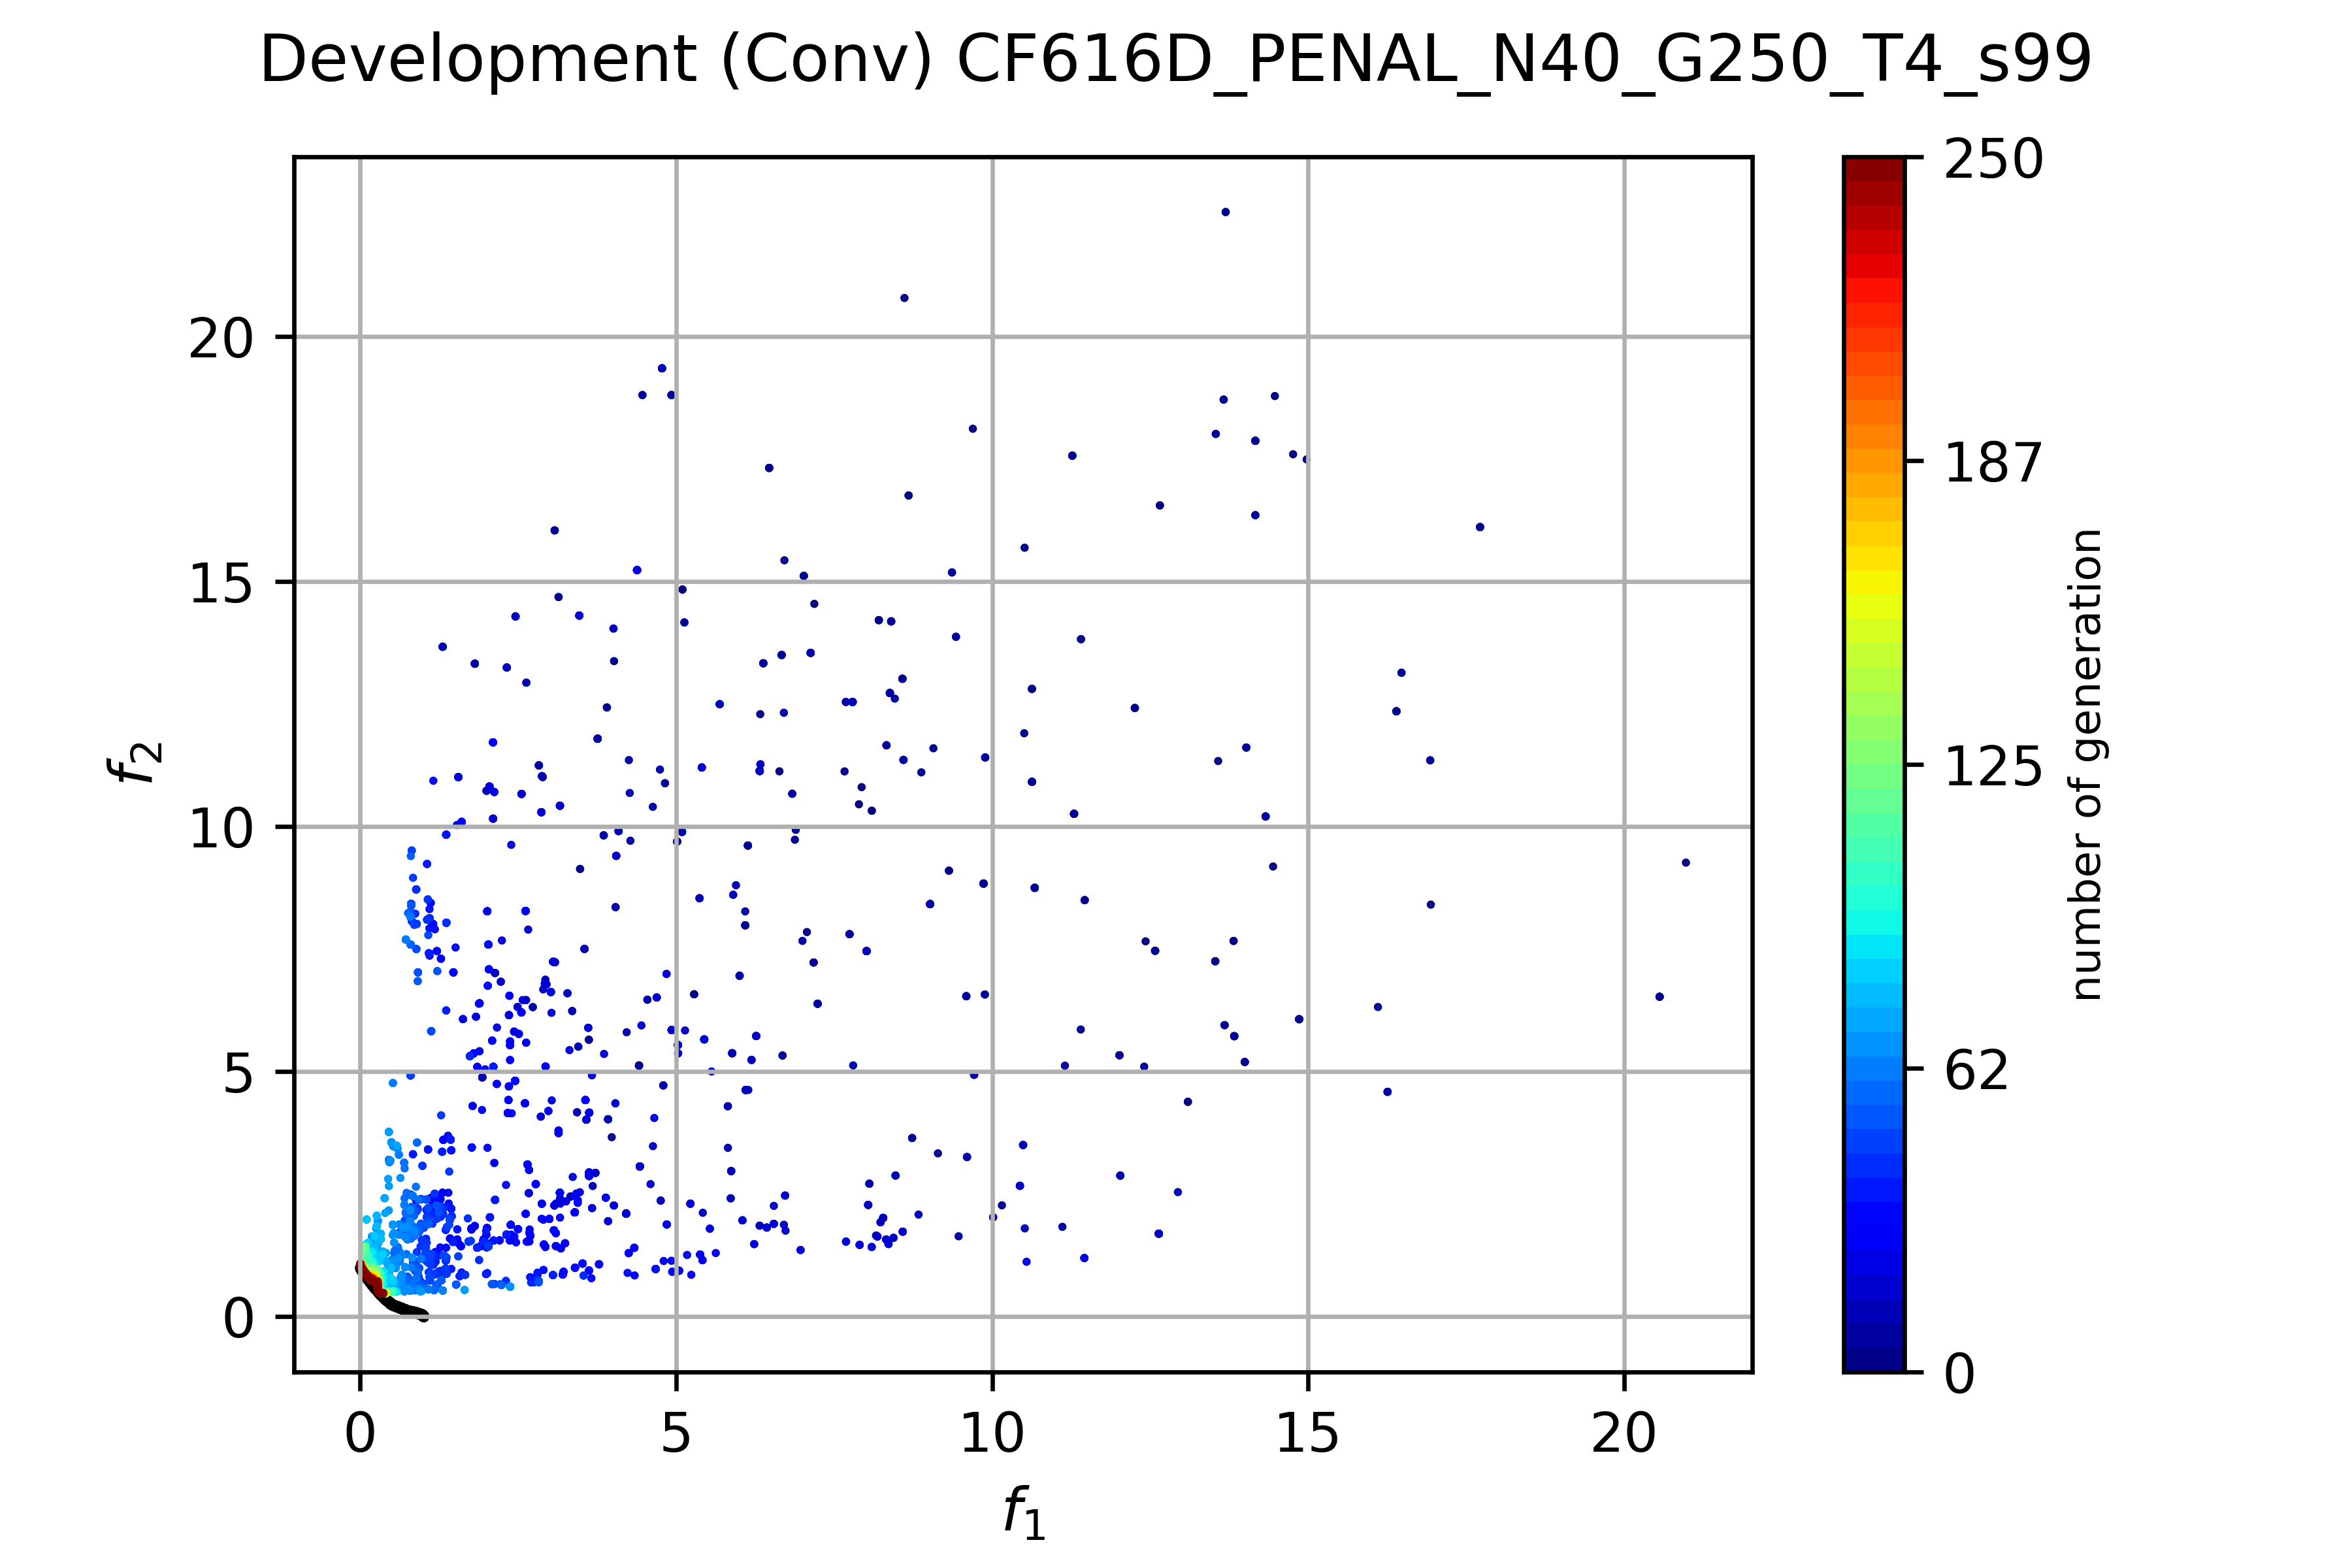 Development (Conv) CF616D_PENAL_N40_G250_T4_s99
20
15
10
5
0
f2
0 5 10 15 20
f1
250
187
125
62
0
number of generation